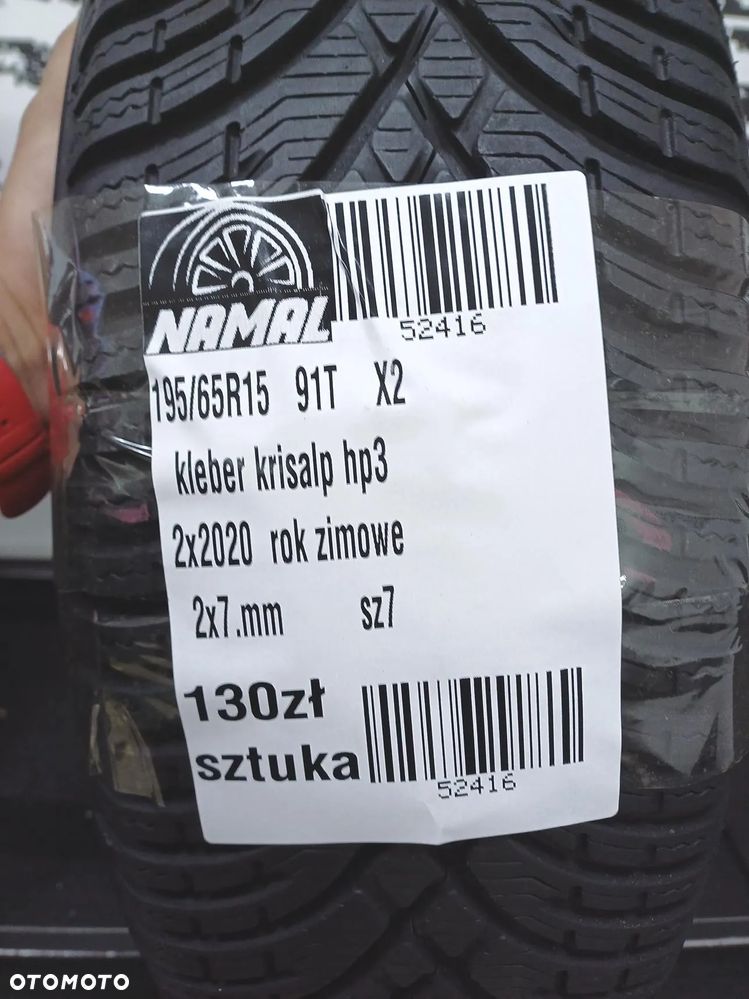 NAMAL
52416
195/65R15 91T X2
kleber krisalp hp3
2x2020 rok zimowe
2x7.mm sz7
130zł
sztuka
52416
OTOMOTO